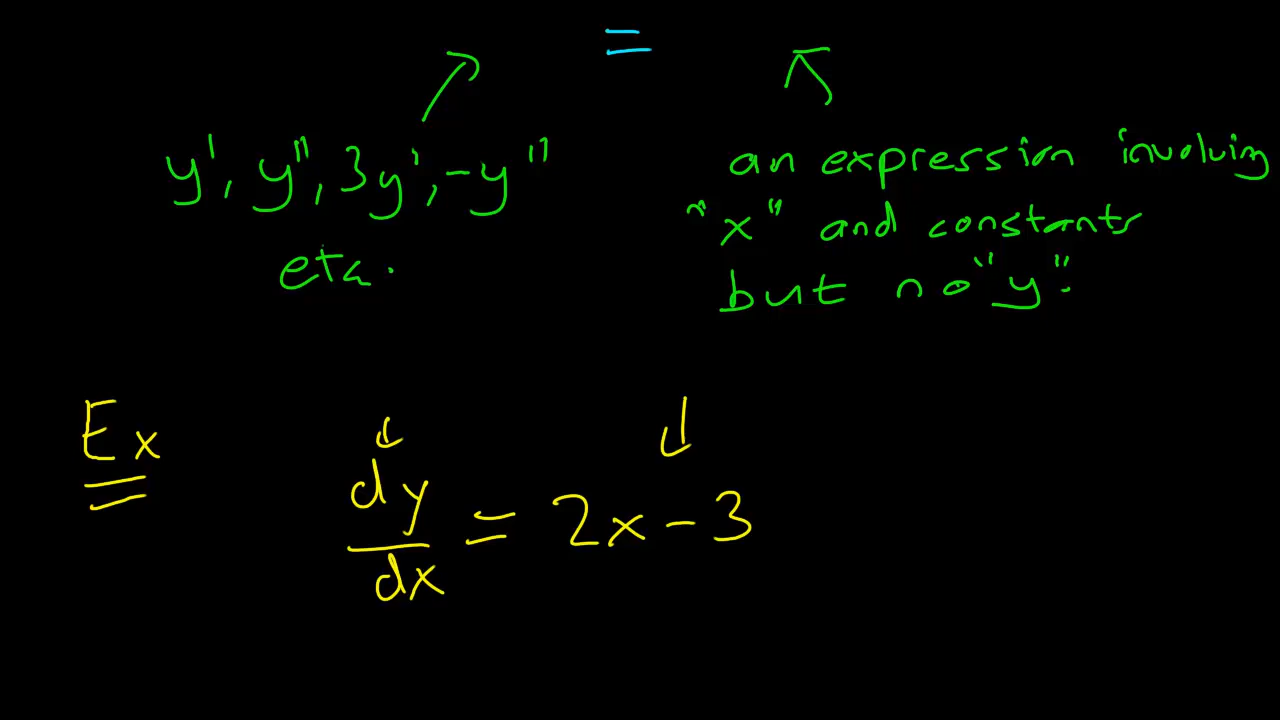 =
y', y", 3y', -y"
etc.
an expression involving
"x" and constants
but no "y".
Ex
dy/dx = 2x - 3